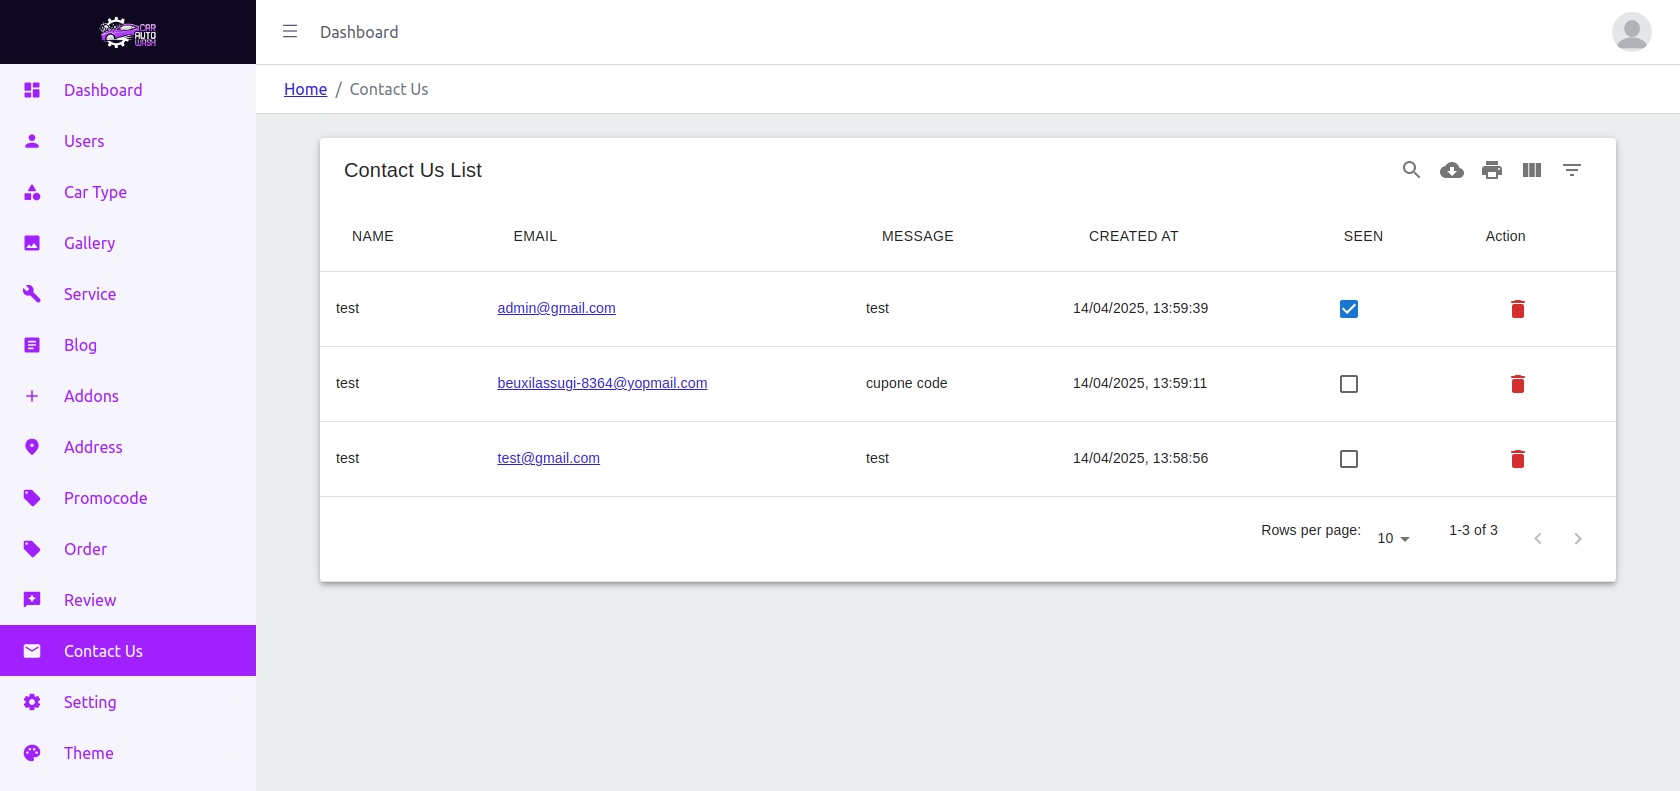 CAR
AUTO
WASH
Dashboard
Home / Contact Us
Dashboard
Users
Car Type
Gallery
Service
Blog
Addons
Address
Promocode
Order
Review
Contact Us
Setting
Theme
Contact Us List
NAME EMAIL MESSAGE CREATED AT SEEN Action
test admin@gmail.com test 14/04/2025, 13:59:39
test beuxilassugi-8364@yopmail.com cupone code 14/04/2025, 13:59:11
test test@gmail.com test 14/04/2025, 13:58:56
Rows per page: 10 1-3 of 3